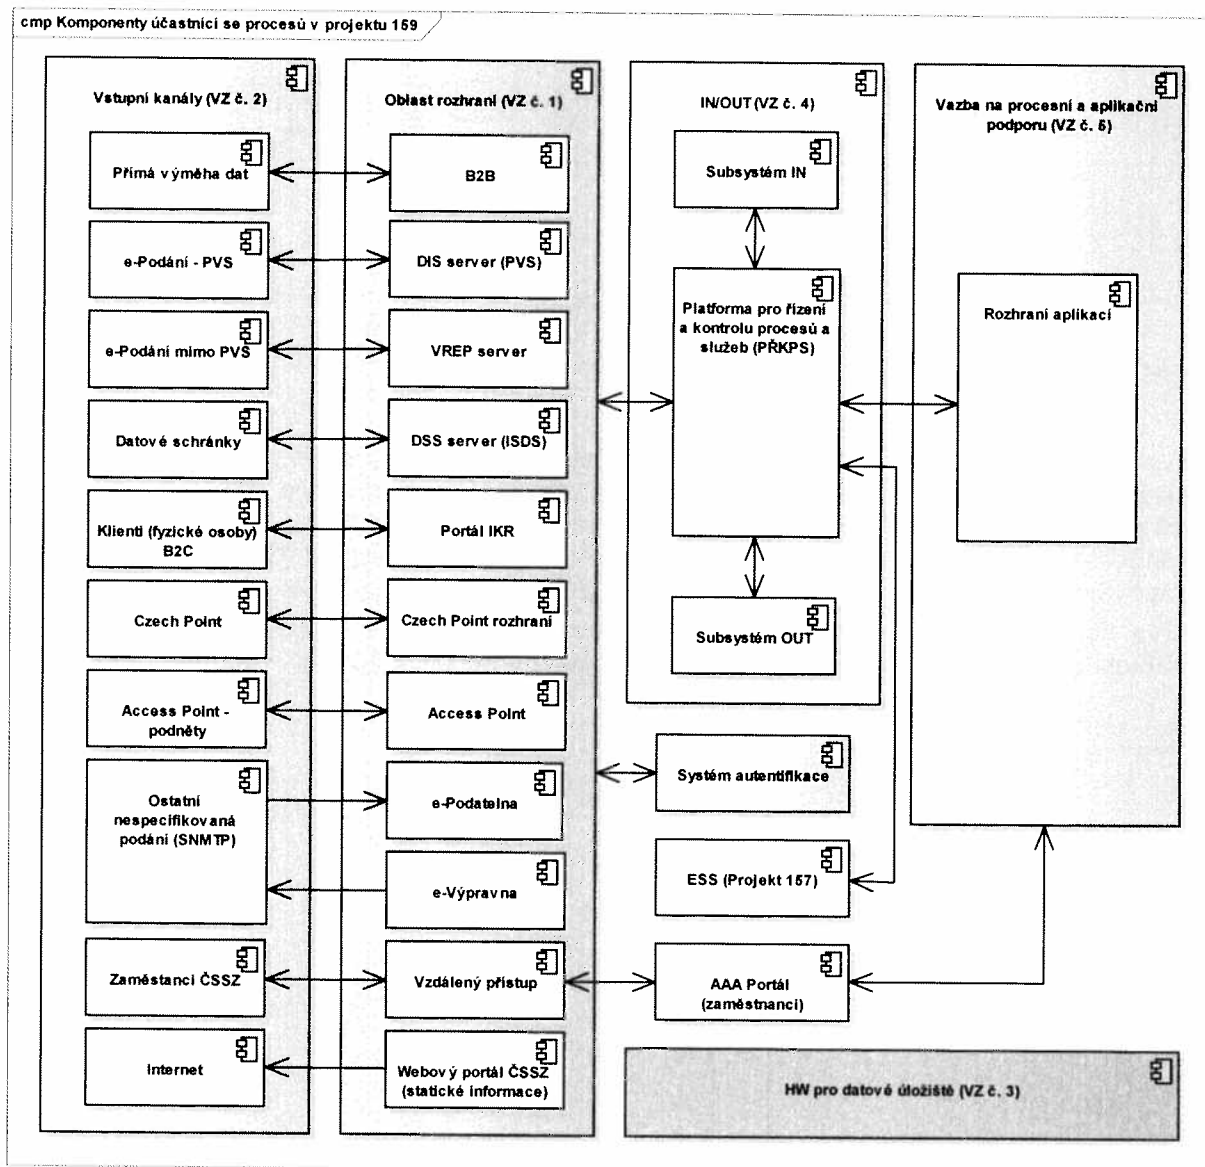 cmp Komponenty účastnící se procesů v projektu 159
Vstupní kanály (VZ č. 2)
Přímá výměha dat
e-Podání - PVS
e-Podání mimo PVS
Datové schránky
Klienti (fyzické osoby)
B2C
Czech Point
Access Point -
podněty
Ostatní
nespecifikovaná
podání (SNMTP)
Zaměstanci ČSSZ
Internet
Oblast rozhraní (VZ č. 1)
B2B
DIS server (PVS)
VREP server
DSS server (ISDS)
Portál IKR
Czech Point rozhraní
Access Point
e-Podatelna
e-Výpravna
Vzdálený přístup
Webový portál ČSSZ
(statické informace)
IN/OUT (VZ č. 4)
Subsystém IN
Platforma pro řízení
a kontrolu procesů a
služeb (PŘKPS)
Subsystém OUT
Systém autentifikace
ESS (Projekt 157)
AAA Portál
(zaměstnanci)
Vazba na procesní a aplikační
podporu (VZ č. 5)
Rozhraní aplikací
HW pro datové úložiště (VZ č. 3)